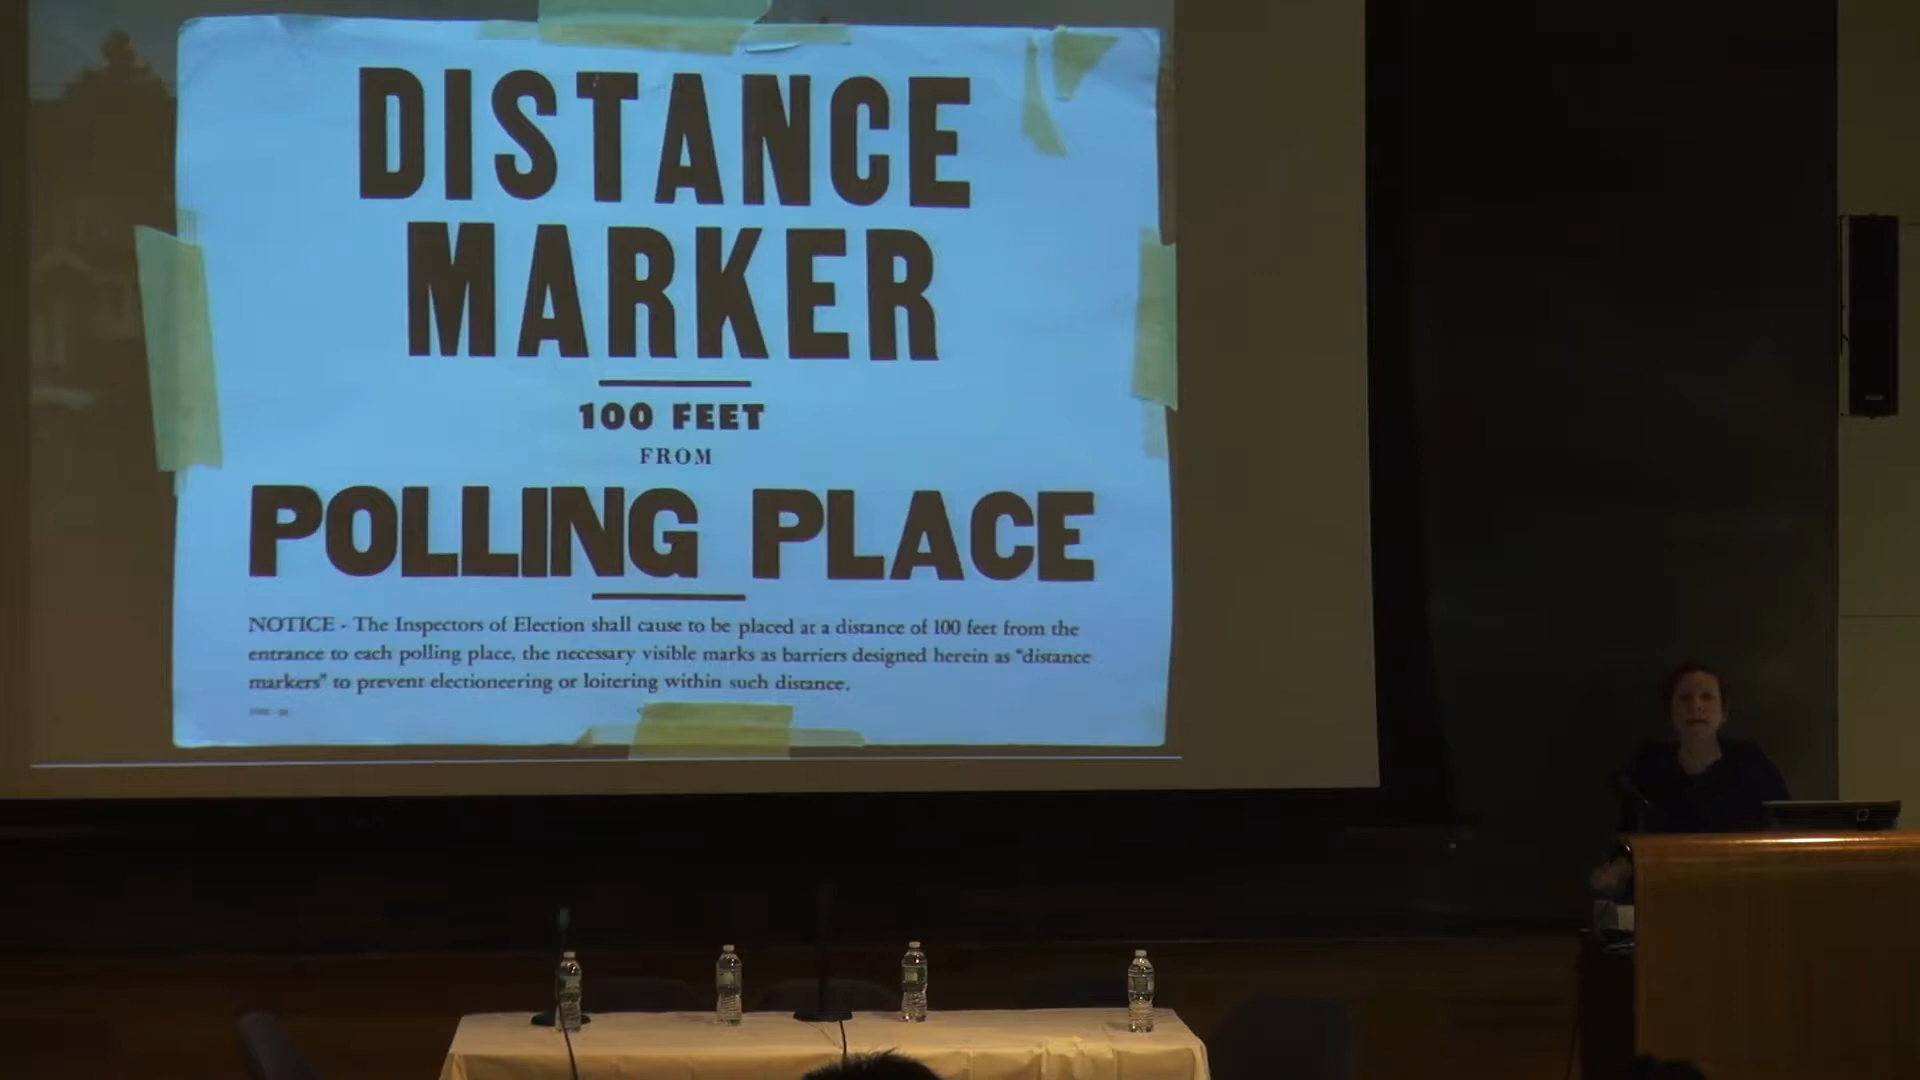 DISTANCE
MARKER
100 FEET
FROM
POLLING PLACE
NOTICE - The Inspectors of Election shall cause to be placed at a distance of 100 feet from the
entrance to each polling place, the necessary visible marks as barriers designed herein as "distance
markers" to prevent electioneering or loitering within such distance.